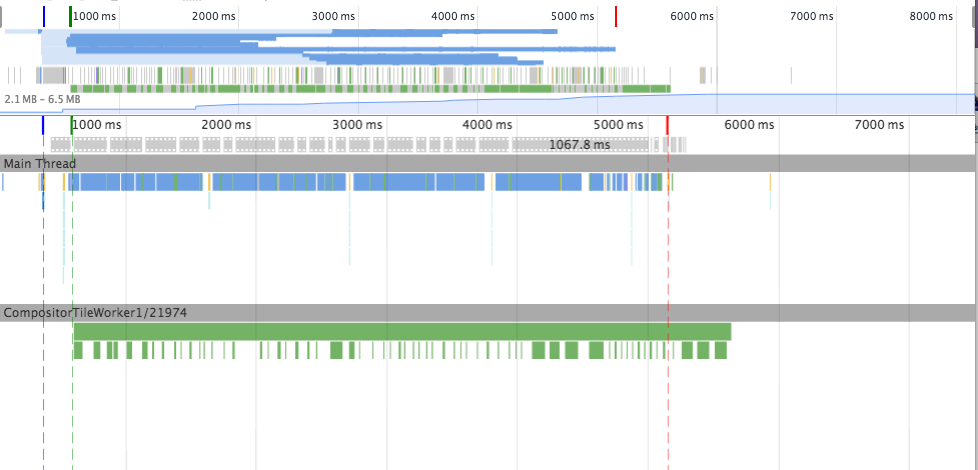 1000 ms 2000 ms 3000 ms 4000 ms 5000 ms 6000 ms 7000 ms 8000 ms
2.1 MB – 6.5 MB
1000 ms 2000 ms 3000 ms 4000 ms 5000 ms 6000 ms 7000 ms
1067.8 ms
Main Thread
CompositorTileWorker1/21974